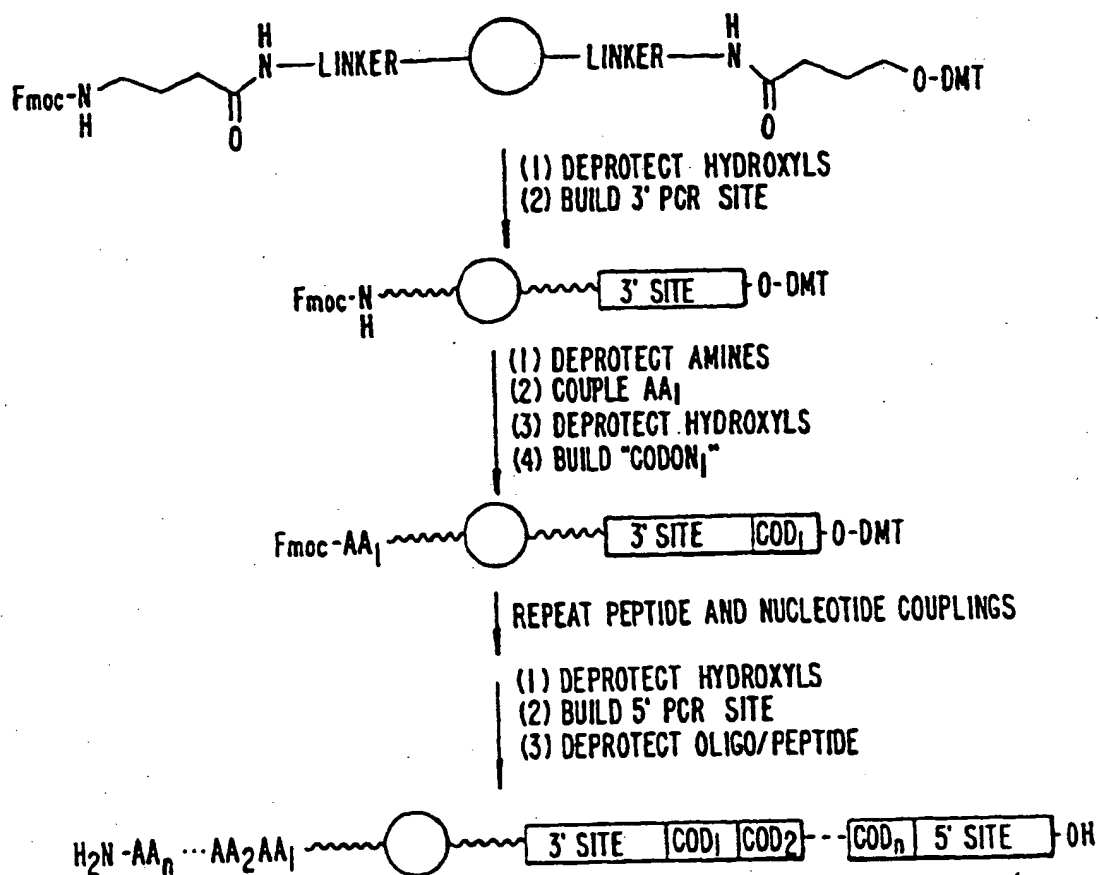 H
N-LINKER LINKER-N
H
Fmoc-N
H
O
O
O-DMT
(1) DEPROTECT HYDROXYLS
(2) BUILD 3' PCR SITE
Fmoc-N
H
3' SITE O-DMT
(1) DEPROTECT AMINES
(2) COUPLE AA1
(3) DEPROTECT HYDROXYLS
(4) BUILD "CODON1"
Fmoc-AA1 3' SITE COD1 O-DMT
REPEAT PEPTIDE AND NUCLEOTIDE COUPLINGS
(1) DEPROTECT HYDROXYLS
(2) BUILD 5' PCR SITE
(3) DEPROTECT OLIGO/PEPTIDE
H2N-AAn ··· AA2AA1 3' SITE COD1 COD2 --- CODn 5' SITE OH